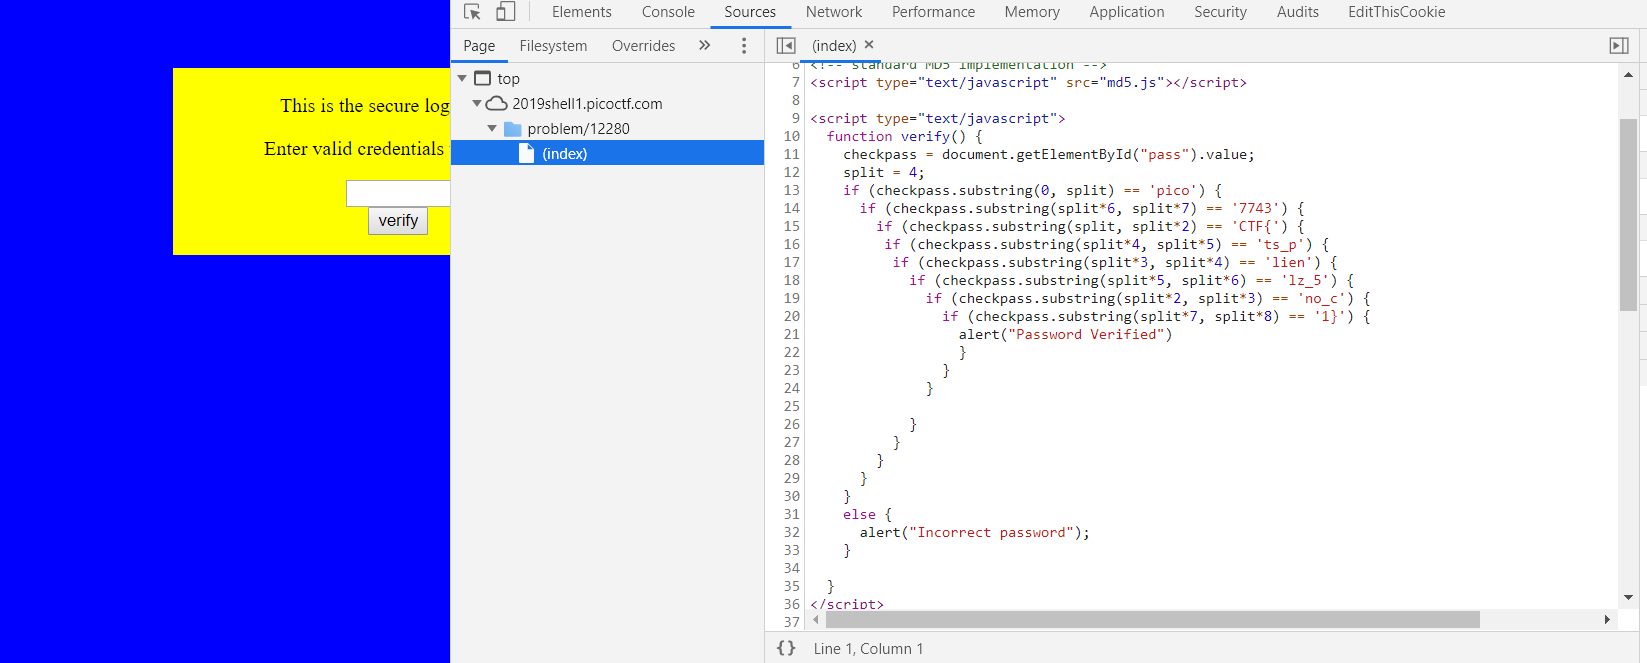 Elements Console Sources Network Performance Memory Application Security Audits EditThisCookie
Page Filesystem Overrides » (index) ×
This is the secure log
Enter valid credentials
verify
top
2019shell1.picoctf.com
problem/12280
(index)
6 <!-- standard MD5 implementation -->
7 <script type="text/javascript" src="md5.js"></script>
8
9 <script type="text/javascript">
10   function verify() {
11     checkpass = document.getElementById("pass").value;
12     split = 4;
13     if (checkpass.substring(0, split) == 'pico') {
14       if (checkpass.substring(split*6, split*7) == '7743') {
15         if (checkpass.substring(split, split*2) == 'CTF{') {
16          if (checkpass.substring(split*4, split*5) == 'ts_p') {
17           if (checkpass.substring(split*3, split*4) == 'lien') {
18             if (checkpass.substring(split*5, split*6) == 'lz_5') {
19               if (checkpass.substring(split*2, split*3) == 'no_c') {
20                 if (checkpass.substring(split*7, split*8) == '1}') {
21                   alert("Password Verified")
22                   }
23                 }
24               }
25
26             }
27           }
28         }
29       }
30     }
31     else {
32       alert("Incorrect password");
33     }
34
35   }
36 </script>
37
{} Line 1, Column 1